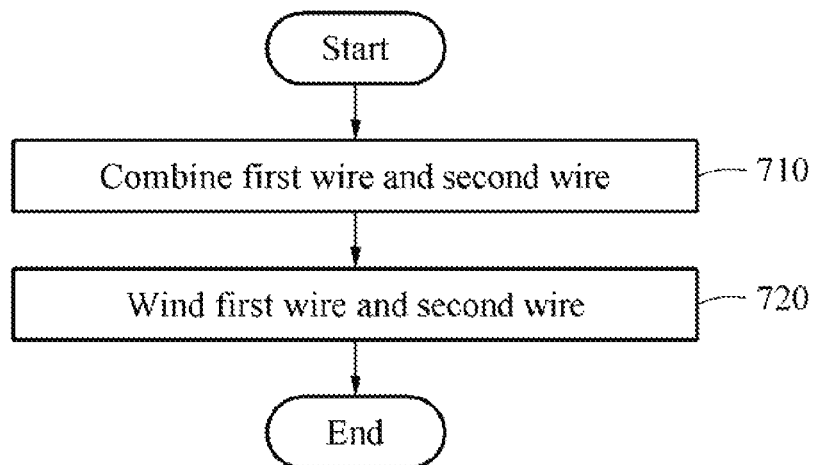 Start
Combine first wire and second wire
710
Wind first wire and second wire
720
End